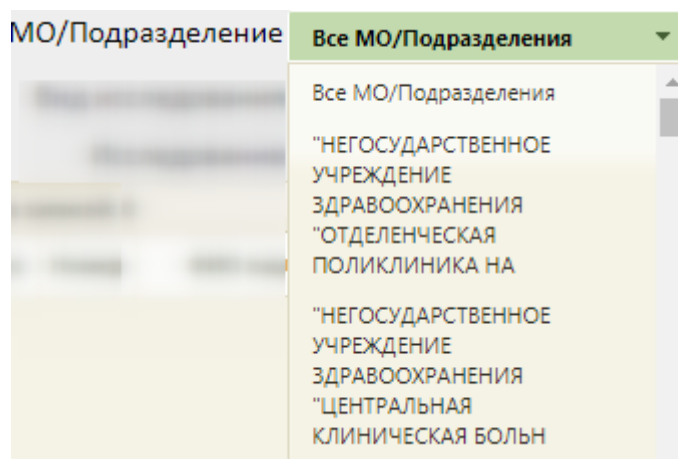 МО/Подразделение
Все МО/Подразделения
Все МО/Подразделения
"НЕГОСУДАРСТВЕННОЕ
УЧРЕЖДЕНИЕ
ЗДРАВООХРАНЕНИЯ
"ОТДЕЛЕНЧЕСКАЯ
ПОЛИКЛИНИКА НА
"НЕГОСУДАРСТВЕННОЕ
УЧРЕЖДЕНИЕ
ЗДРАВООХРАНЕНИЯ
"ЦЕНТРАЛЬНАЯ
КЛИНИЧЕСКАЯ БОЛЬН